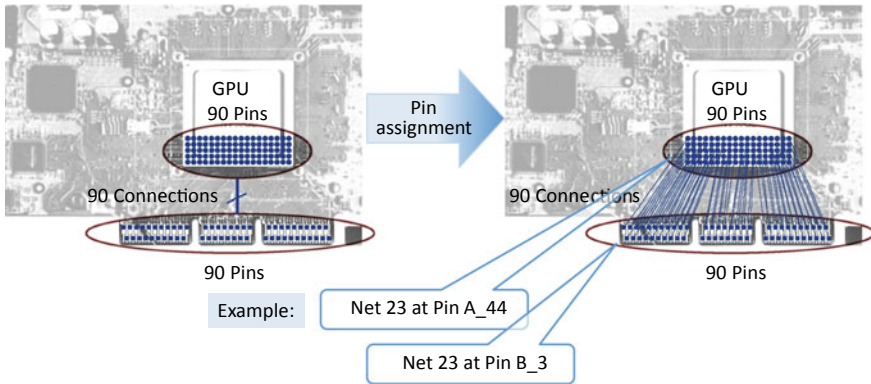 GPU
90 Pins
90 Connections
90 Pins
Pin
assignment
GPU
90 Pins
90 Connections
90 Pins
Example:
Net 23 at Pin A_44
Net 23 at Pin B_3